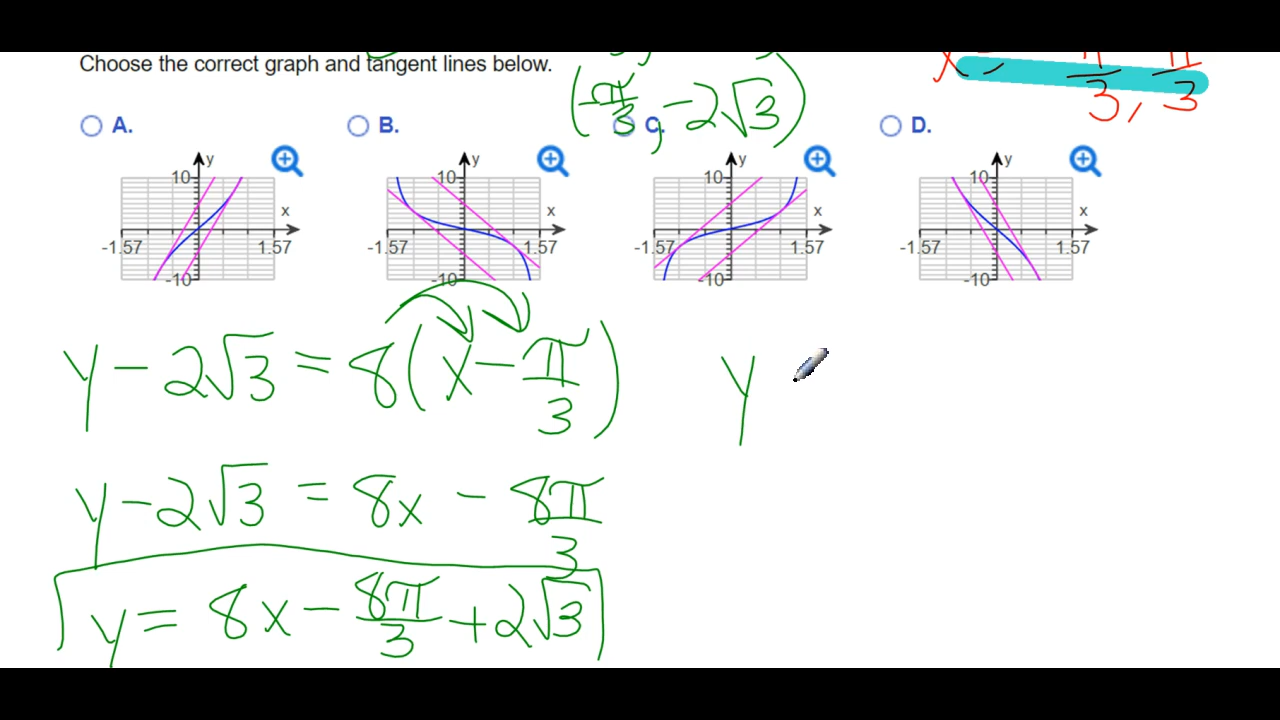 Choose the correct graph and tangent lines below.
(-π/3, -2√3)
π/3, π/3
A. B. C. D.
y 10 x -1.57 1.57 -10
y 10 x -1.57 1.57 -10
y 10 x -1.57 1.57 -10
y 10 x -1.57 1.57 -10
y - 2√3 = 8(x - π/3)
y
y - 2√3 = 8x - 8π/3
y = 8x - 8π/3 + 2√3